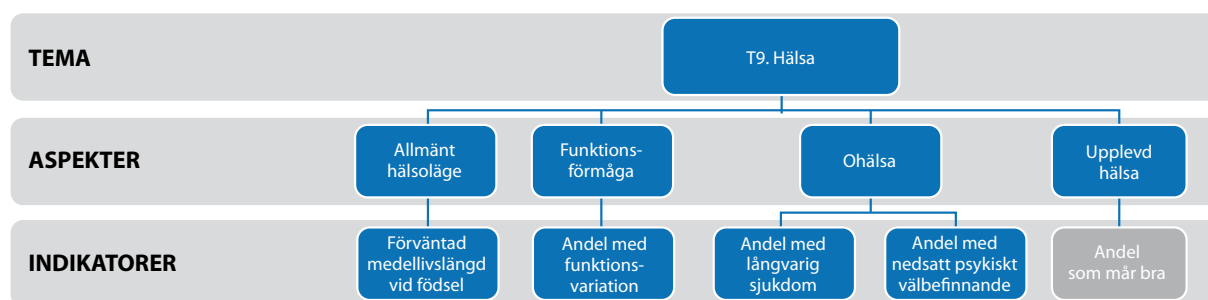 TEMA
T9. Hälsa
ASPEKTER
Allmänt
hälsoläge
Funktions-
förmåga
Ohälsa
Upplevd
hälsa
INDIKATORER
Förväntad
medellivslängd
vid födsel
Andel med
funktions-
variation
Andel med
långvarig
sjukdom
Andel med
nedsatt psykiskt
välbefinnande
Andel
som mår bra